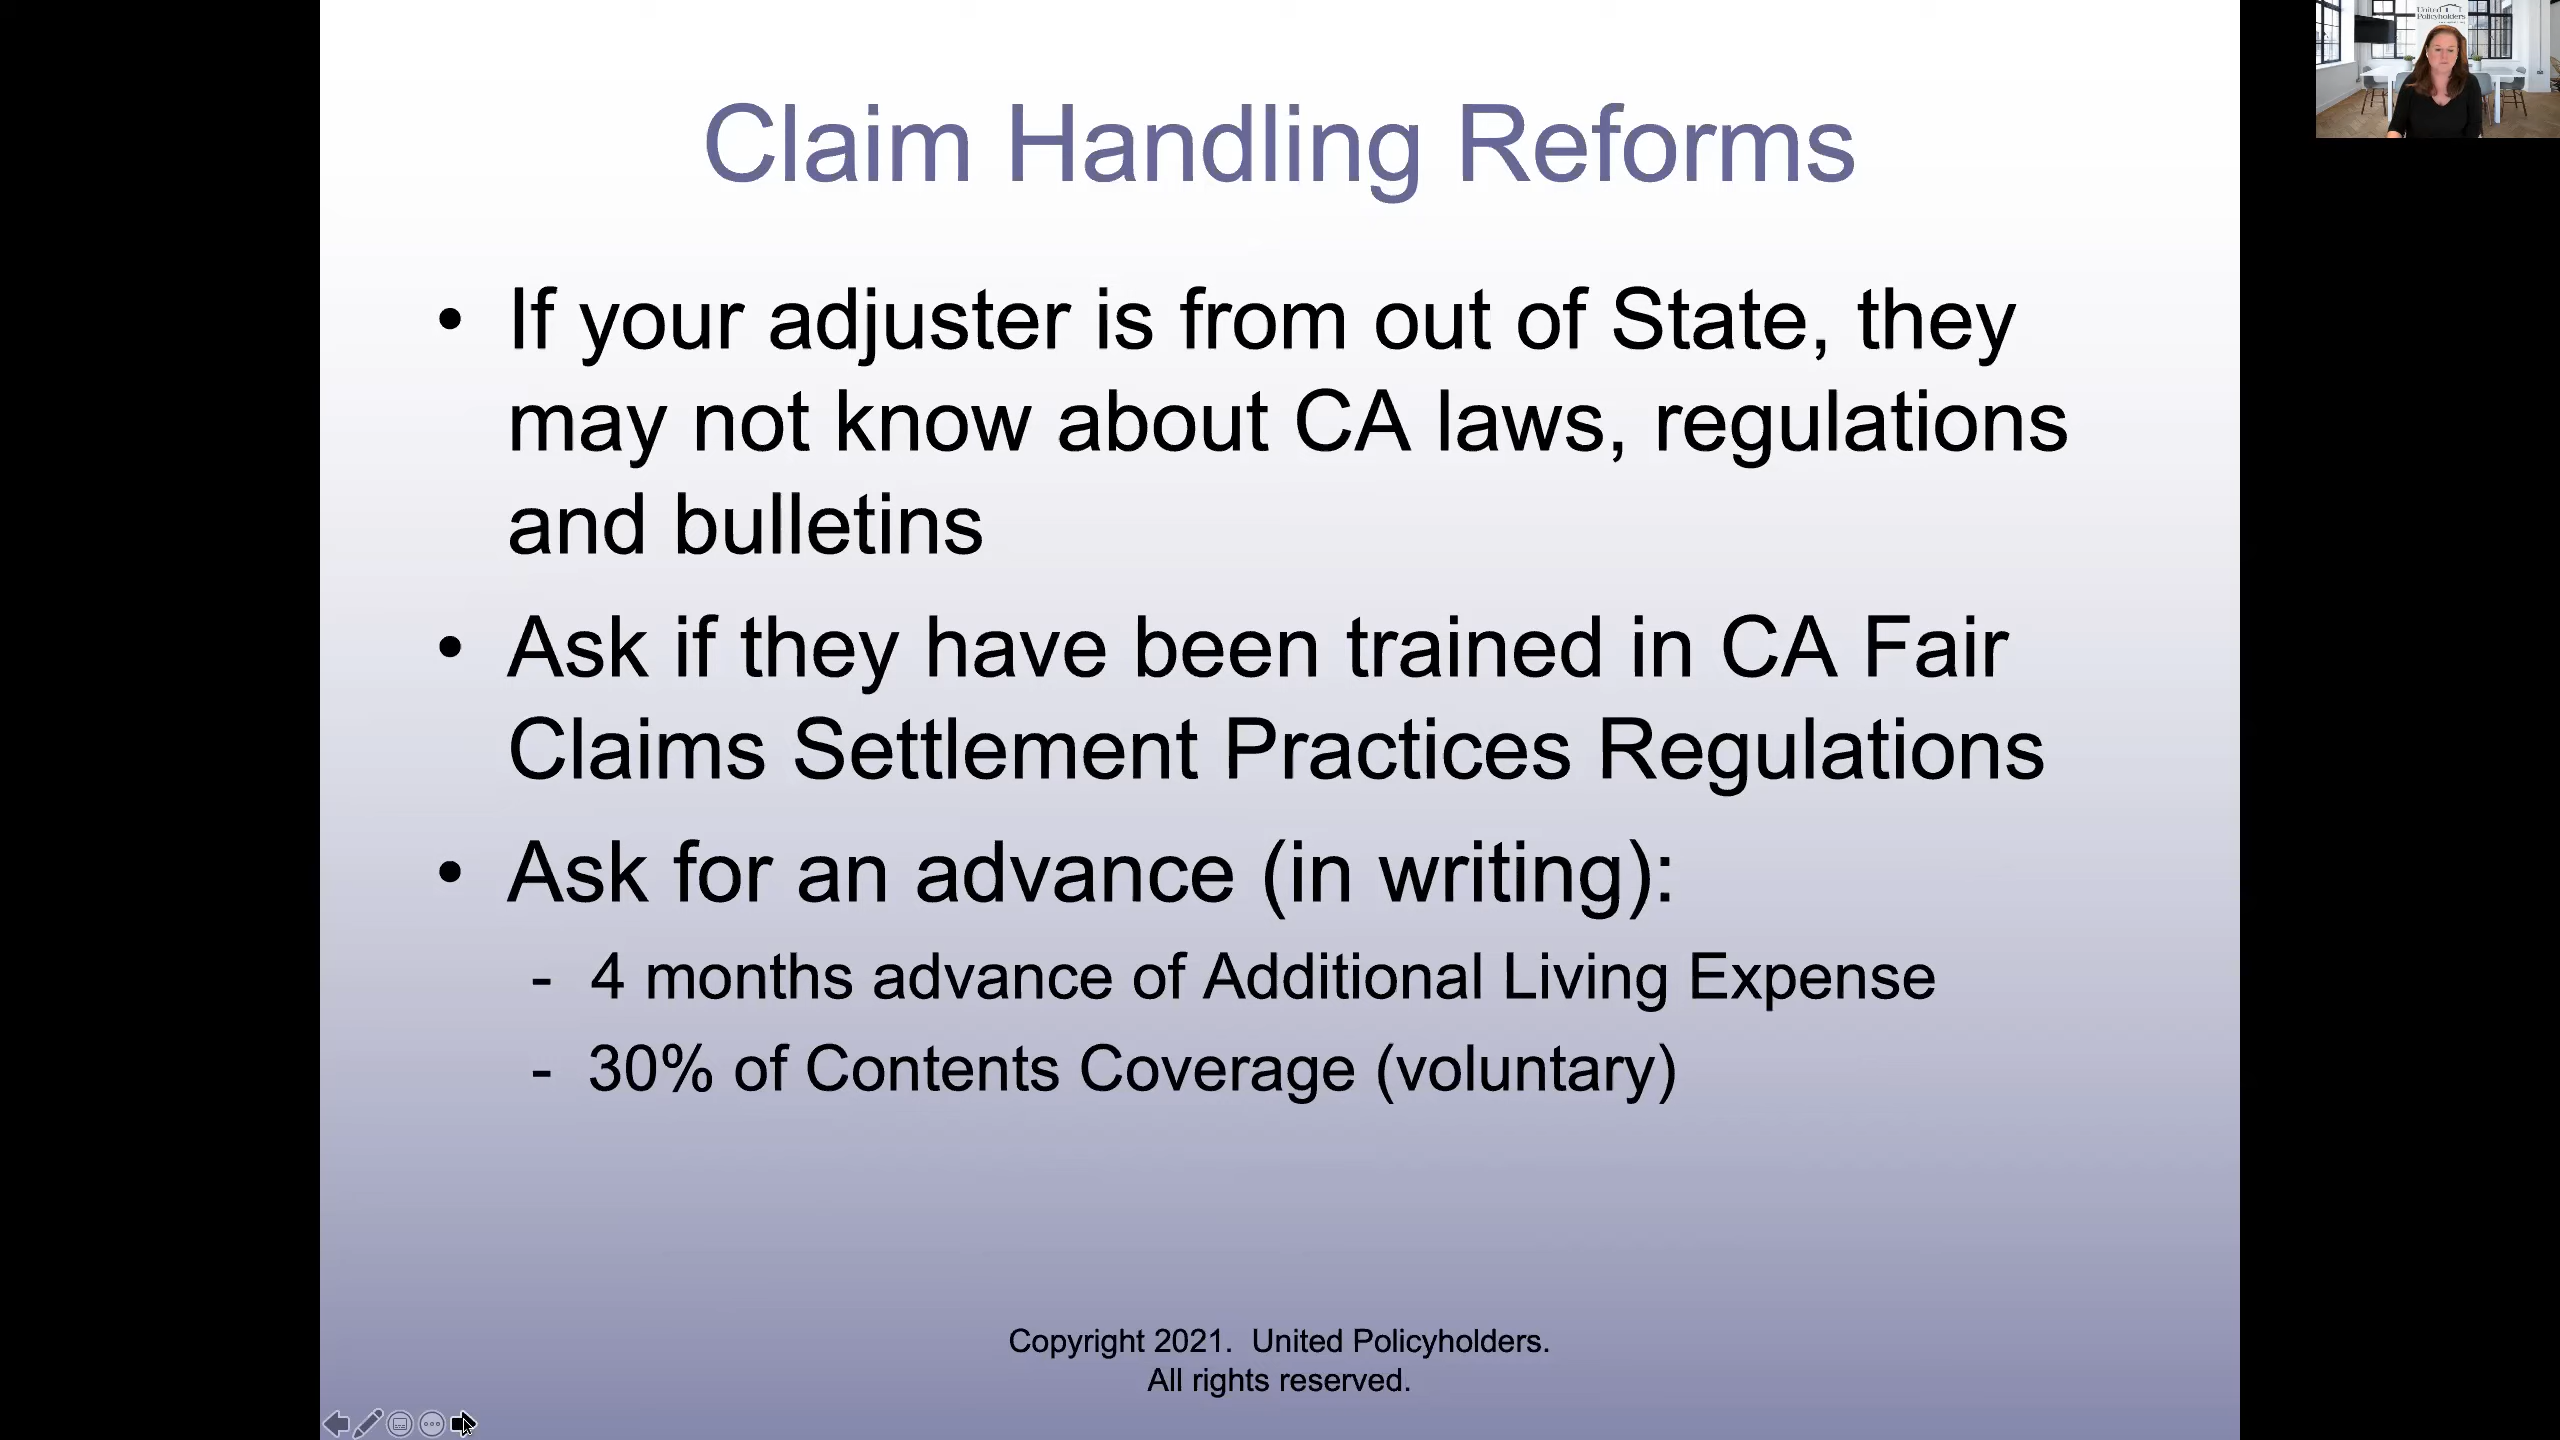 United
Policyholders
Claim Handling Reforms
• If your adjuster is from out of State, they
may not know about CA laws, regulations
and bulletins
• Ask if they have been trained in CA Fair
Claims Settlement Practices Regulations
• Ask for an advance (in writing):
- 4 months advance of Additional Living Expense
- 30% of Contents Coverage (voluntary)
Copyright 2021. United Policyholders.
All rights reserved.